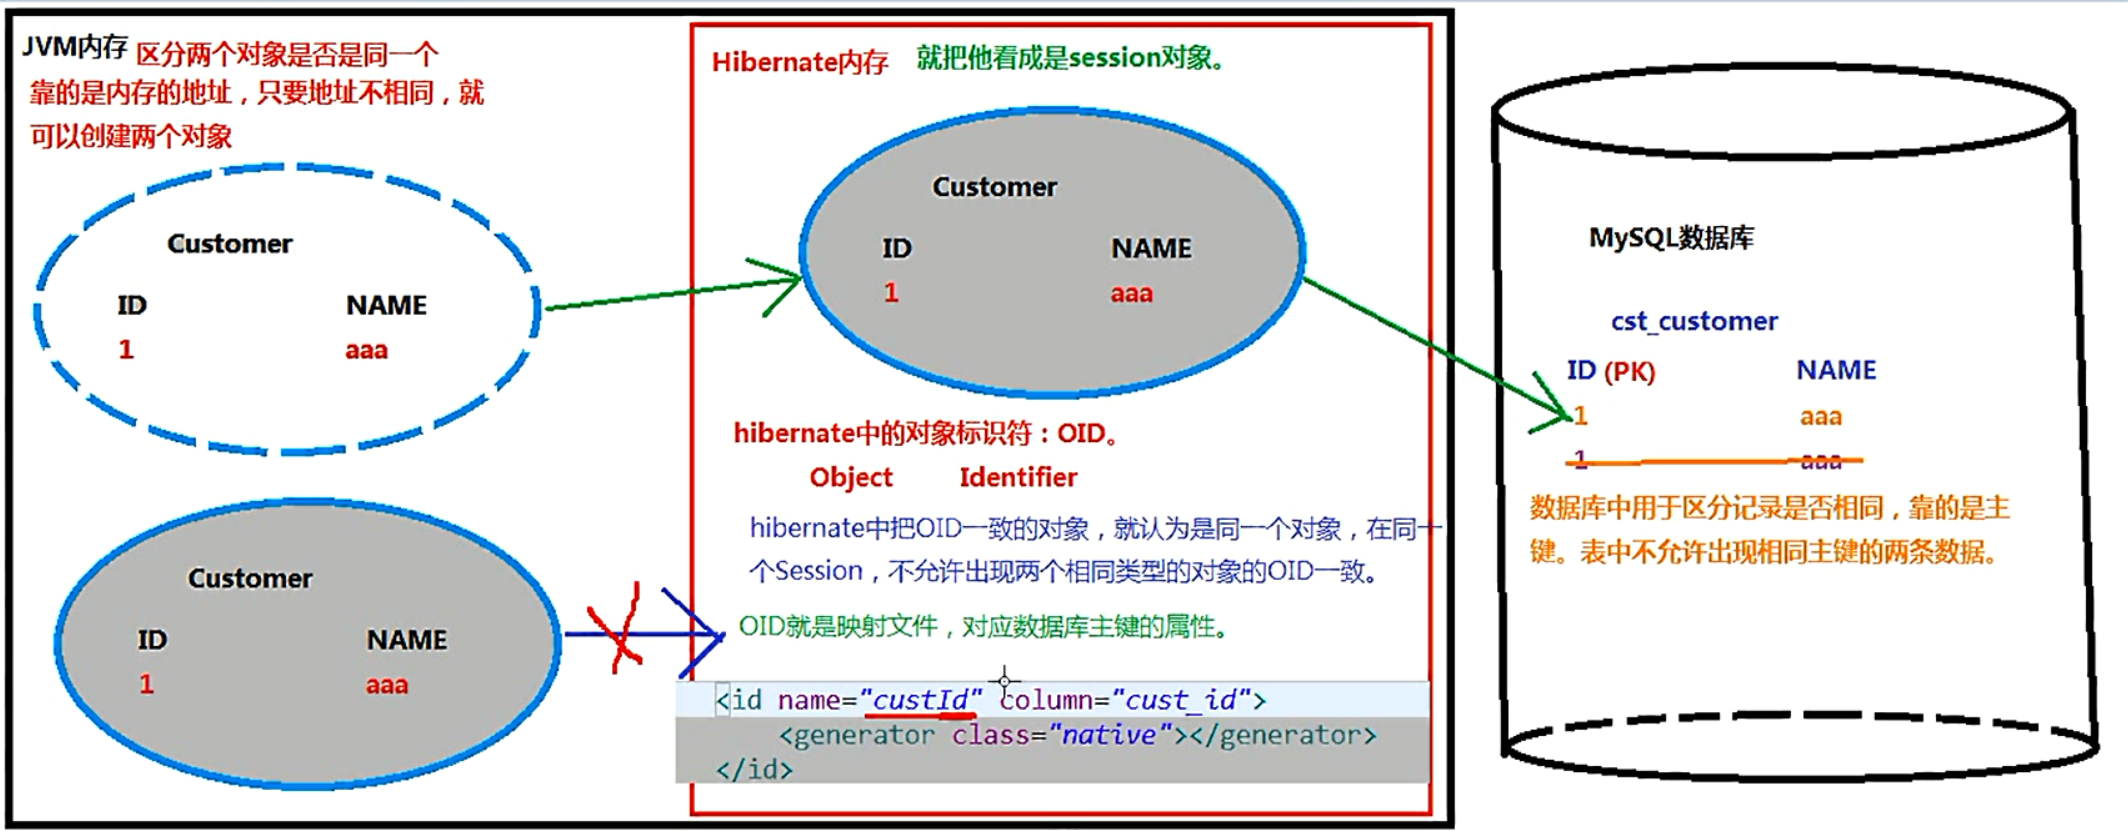 JVM内存 区分两个对象是否是同一个
靠的是内存的地址，只要地址不相同，就
可以创建两个对象
Customer
ID NAME
1 aaa
Customer
ID NAME
1 aaa
Hibernate内存 就把他看成是session对象。
Customer
ID NAME
1 aaa
hibernate中的对象标识符：OID。
Object Identifier
hibernate中把OID一致的对象，就认为是同一个对象，在同一
个Session，不允许出现两个相同类型的对象的OID一致。
OID就是映射文件，对应数据库主键的属性。
<id name="custId" column="cust_id">
<generator class="native"></generator>
</id>
MySQL数据库
cst_customer
ID (PK) NAME
1 aaa
1 aaa
数据库中用于区分记录是否相同，靠的是主
键。表中不允许出现相同主键的两条数据。